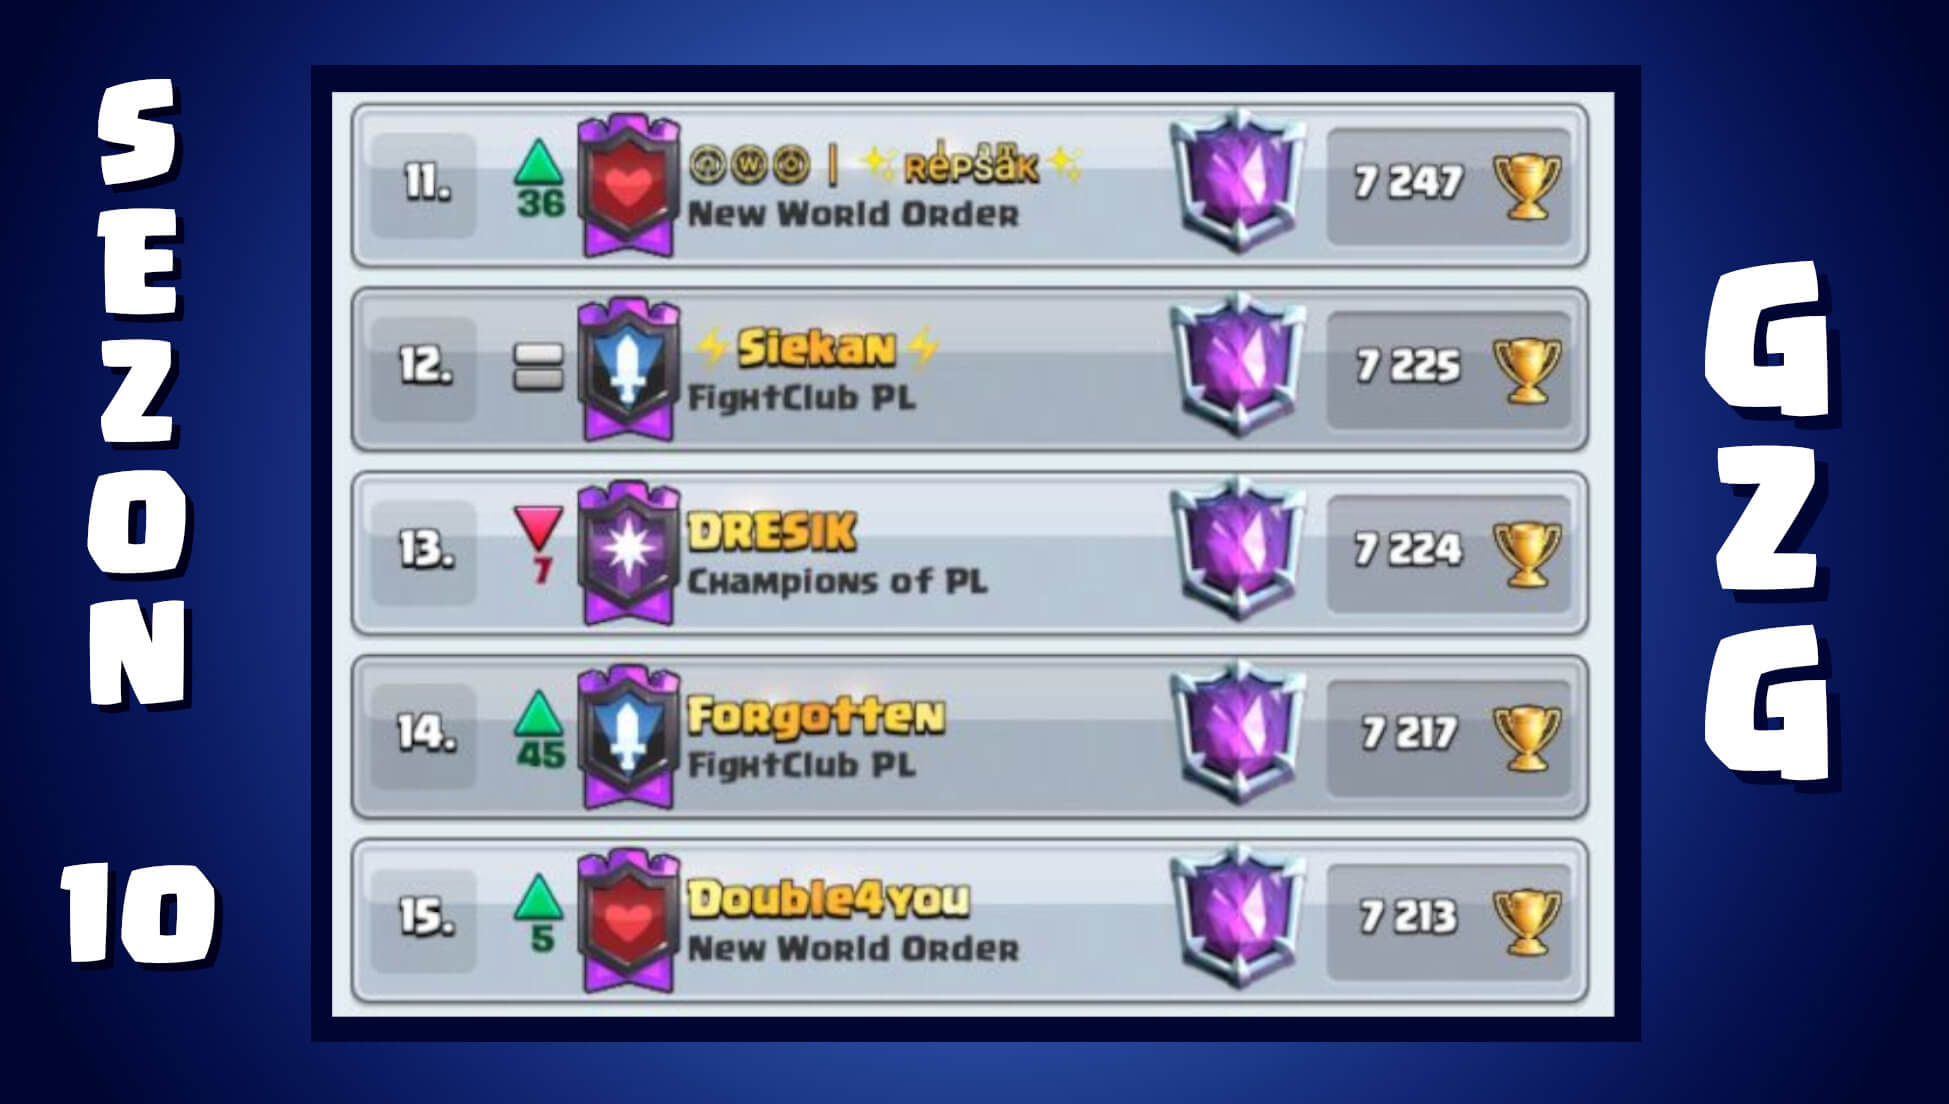 SEZON
10
11.
36
ⓃⓌⓄ | ✨RePSaK✨
New World Order
7 247
12.
=
⚡Siekan⚡
FightClub PL
7 225
13.
7
DRESIK
Champions of PL
7 224
14.
45
Forgotten
FightClub PL
7 217
15.
5
Double4you
New World Order
7 213
GZG